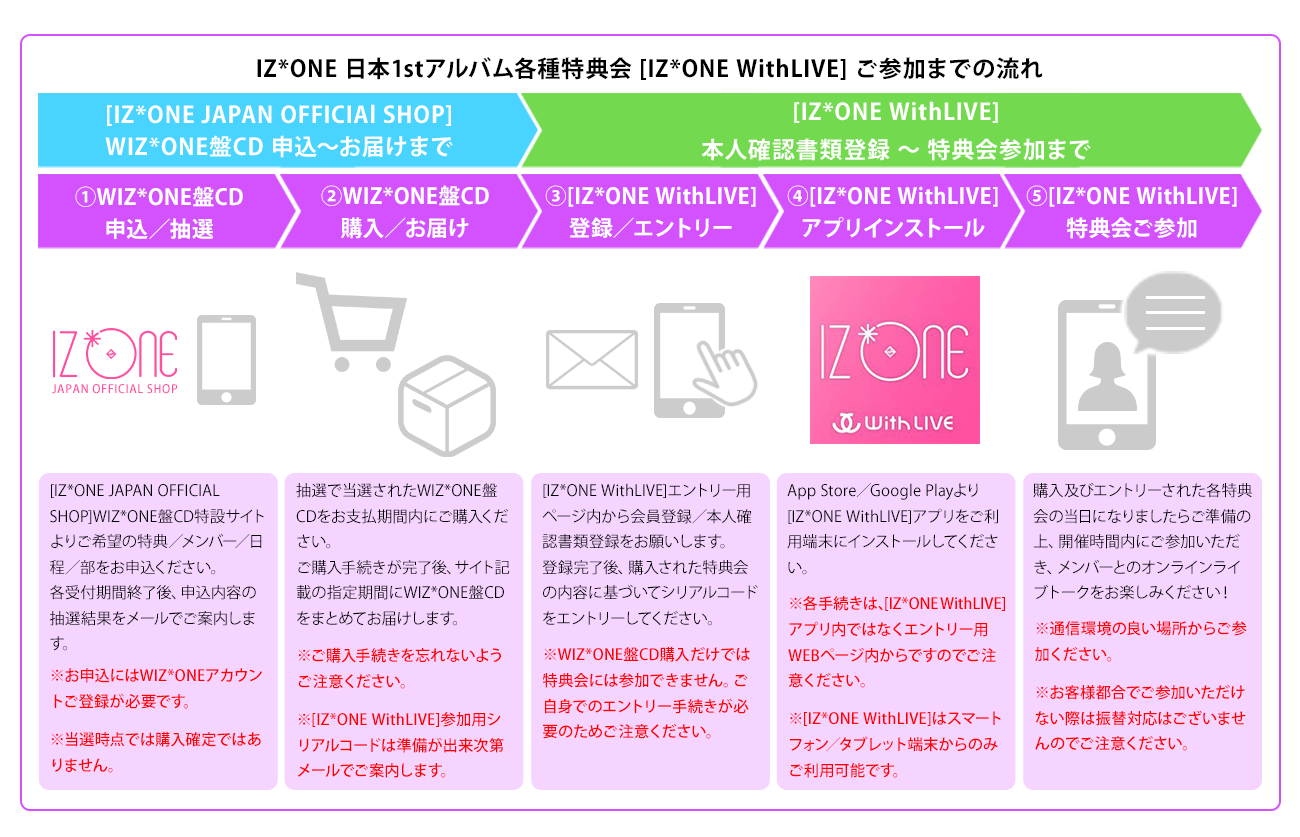 IZ*ONE 日本1stアルバム各種特典会 [IZ*ONE WithLIVE] ご参加までの流れ
[IZ*ONE JAPAN OFFICIAl SHOP]
WIZ*ONE盤CD 申込～お届けまで
[IZ*ONE WithLIVE]
本人確認書類登録 ～ 特典会参加まで
①WIZ*ONE盤CD
申込／抽選
②WIZ*ONE盤CD
購入／お届け
③[IZ*ONE WithLIVE]
登録／エントリー
④[IZ*ONE WithLIVE]
アプリインストール
⑤[IZ*ONE WithLIVE]
特典会ご参加
IZ*ONE
JAPAN OFFICIAL SHOP
IZ*ONE
With LIVE
[IZ*ONE JAPAN OFFICIAL
SHOP]WIZ*ONE盤CD特設サイト
よりご希望の特典／メンバー／日
程／部をお申込ください。
各受付期間終了後、申込内容の
抽選結果をメールでご案内しま
す。
※お申込にはWIZ*ONEアカウン
トご登録が必要です。
※当選時点では購入確定ではあ
りません。
抽選で当選されたWIZ*ONE盤
CDをお支払期間内にご購入くだ
さい。
ご購入手続きが完了後、サイト記
載の指定期間にWIZ*ONE盤CD
をまとめてお届けします。
※ご購入手続きを忘れないよう
ご注意ください。
※[IZ*ONE WithLIVE]参加用シ
リアルコードは準備が出来次第
メールでご案内します。
[IZ*ONE WithLIVE]エントリー用
ページ内から会員登録／本人確
認書類登録をお願いします。
登録完了後、購入された特典会
の内容に基づいてシリアルコード
をエントリーしてください。
※WIZ*ONE盤CD購入だけでは
特典会には参加できません。ご
自身でのエントリー手続きが必
要のためご注意ください。
App Store／Google Playより
[IZ*ONE WithLIVE]アプリをご利
用端末にインストールしてくださ
い。
※各手続きは、[IZ*ONE WithLIVE]
アプリ内ではなくエントリー用
WEBページ内からですのでご注
意ください。
※[IZ*ONE WithLIVE]はスマート
フォン／タブレット端末からのみ
ご利用可能です。
購入及びエントリーされた各特典
会の当日になりましたらご準備の
上、開催時間内にご参加いただ
き、メンバーとのオンラインライ
ブトークをお楽しみください！
※通信環境の良い場所からご参
加ください。
※お客様都合でご参加いただけ
ない際は振替対応はございませ
んのでご注意ください。